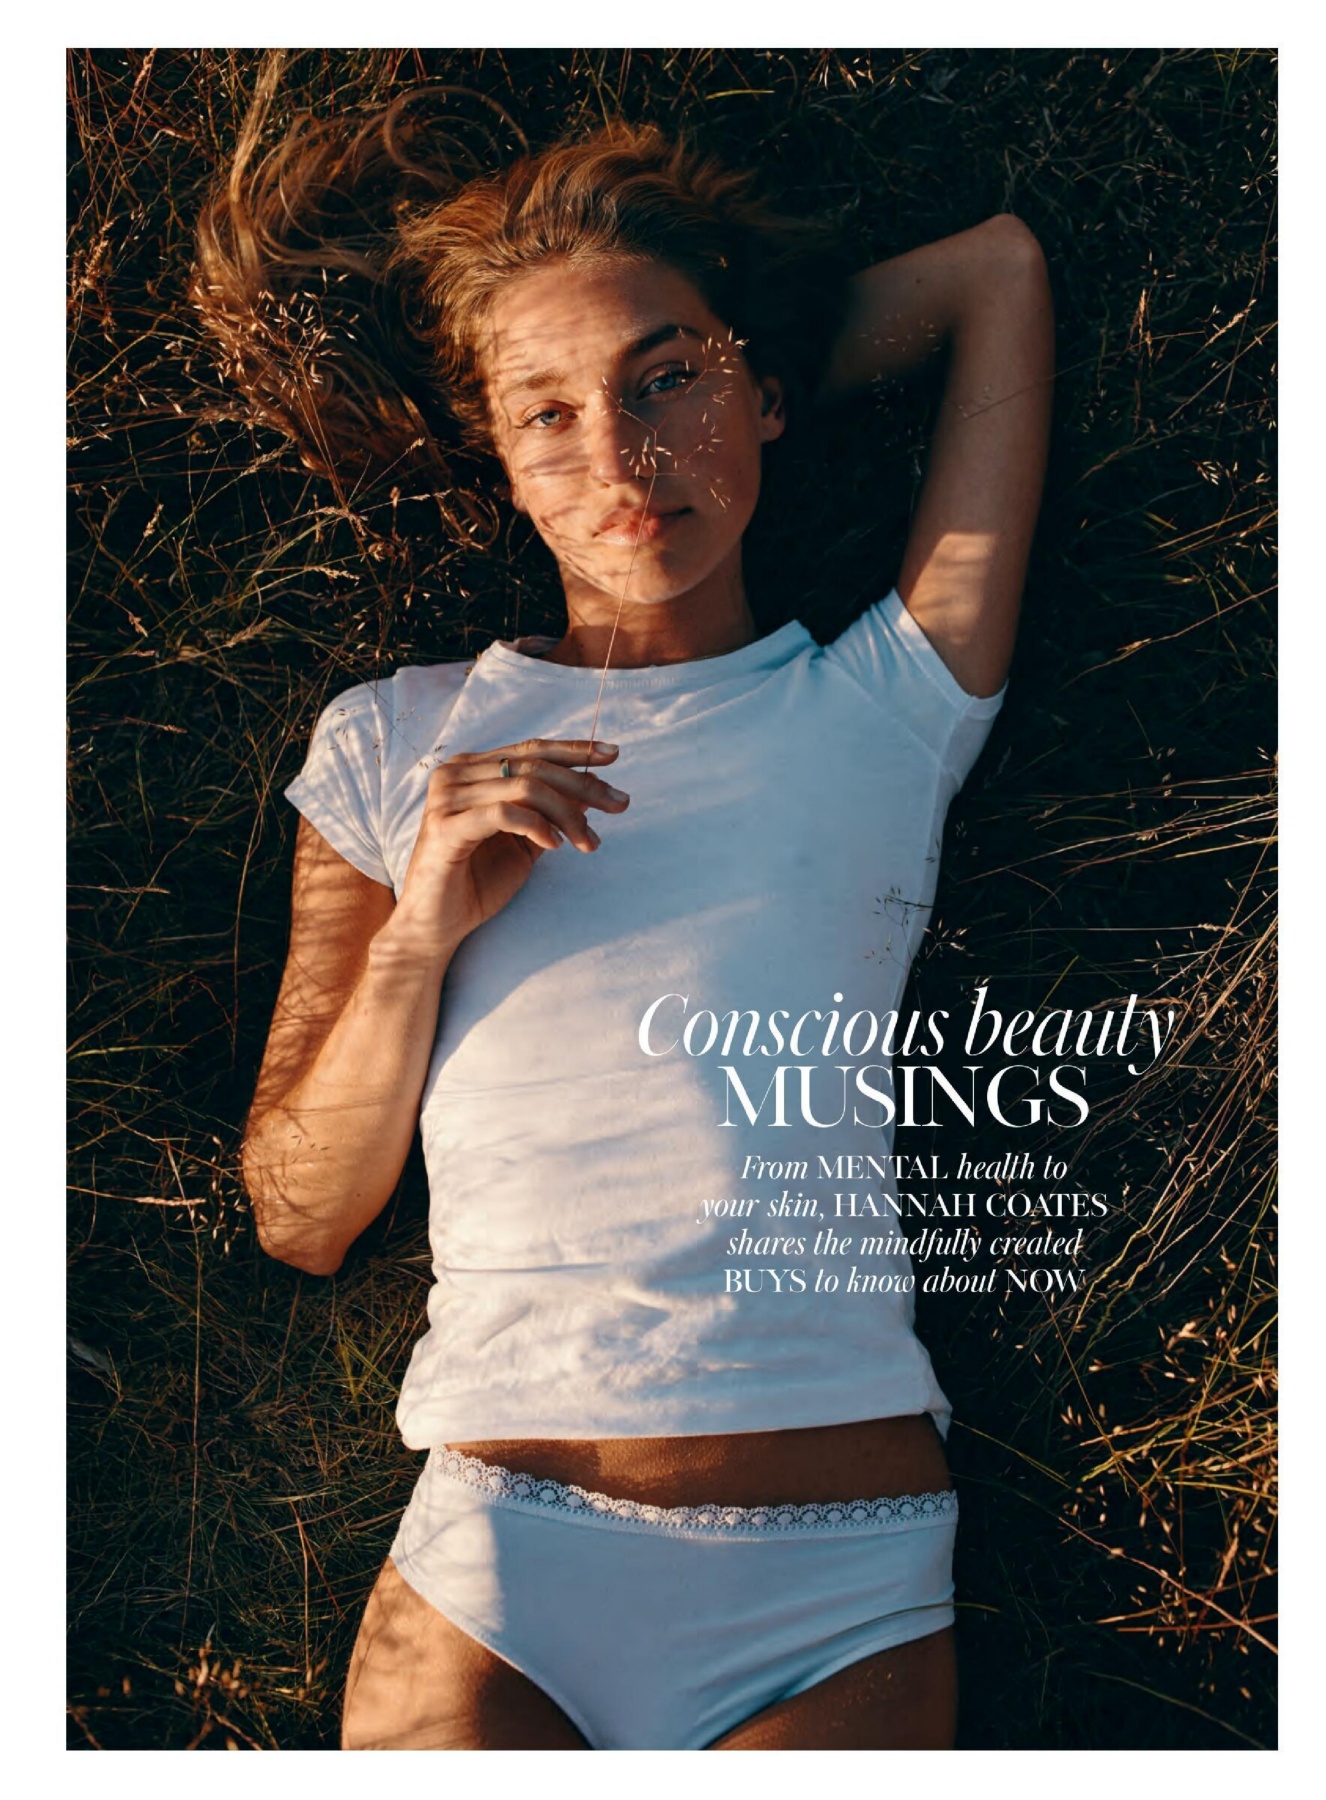 Conscious beauty
MUSINGS
From MENTAL health to
your skin, HANNAH COATES
shares the mindfully created
BUYS to know about NOW